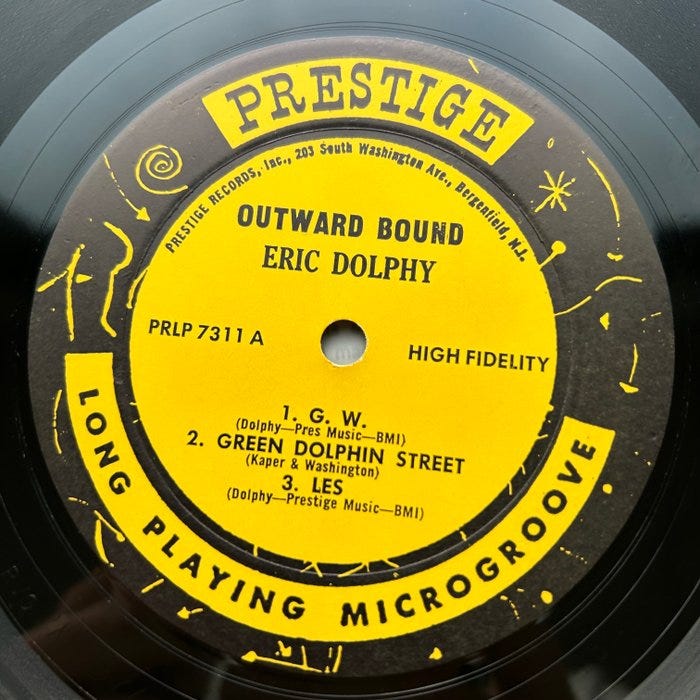 PRESTIGE
PRESTIGE RECORDS, Inc., 203 South Washington Ave., Bergenfield, N.J.
OUTWARD BOUND
ERIC DOLPHY
PRLP 7311 A
HIGH FIDELITY
1. G. W.
(Dolphy—Pres Music—BMI)
2. GREEN DOLPHIN STREET
(Kaper & Washington)
3. LES
(Dolphy—Prestige Music—BMI)
LONG PLAYING MICROGROOVE